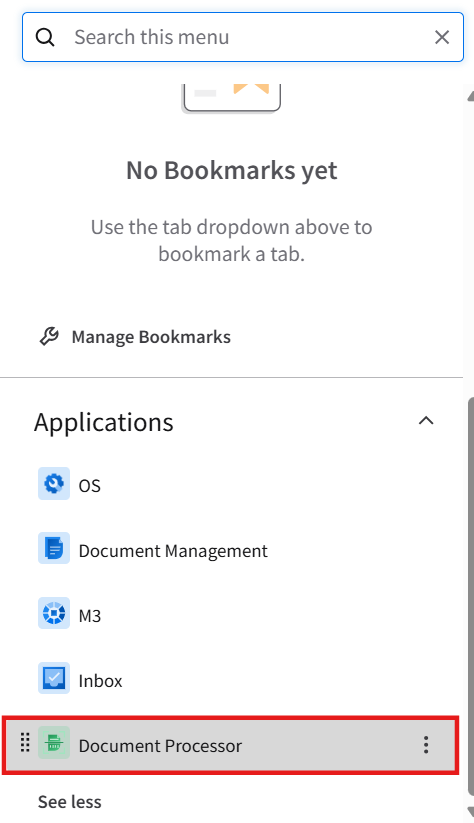 Search this menu
No Bookmarks yet
Use the tab dropdown above to
bookmark a tab.
Manage Bookmarks
Applications
OS
Document Management
M3
Inbox
Document Processor
See less